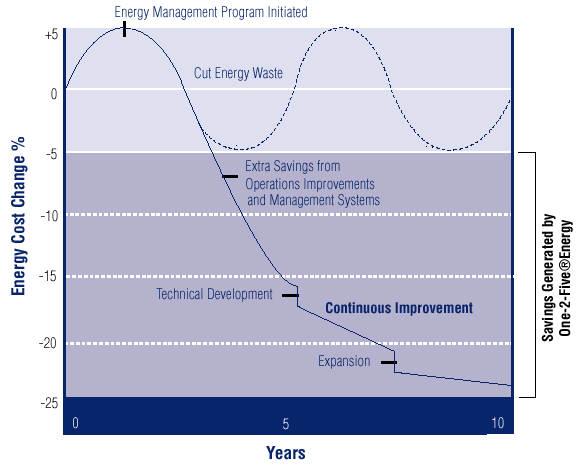 Energy Management Program Initiated
+5
Cut Energy Waste
0
-5
Extra Savings from
Operations Improvements
and Management Systems
-10
-15
Technical Development
Continuous Improvement
-20
Expansion
-25
0
5
10
Years
Energy Cost Change %
Savings Generated by
One-2-Five®Energy